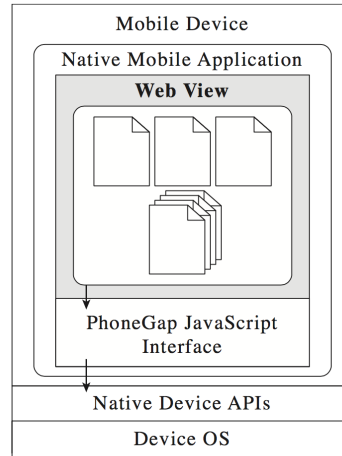 Mobile Device
Native Mobile Application
Web View
PhoneGap JavaScript
Interface
Native Device APIs
Device OS